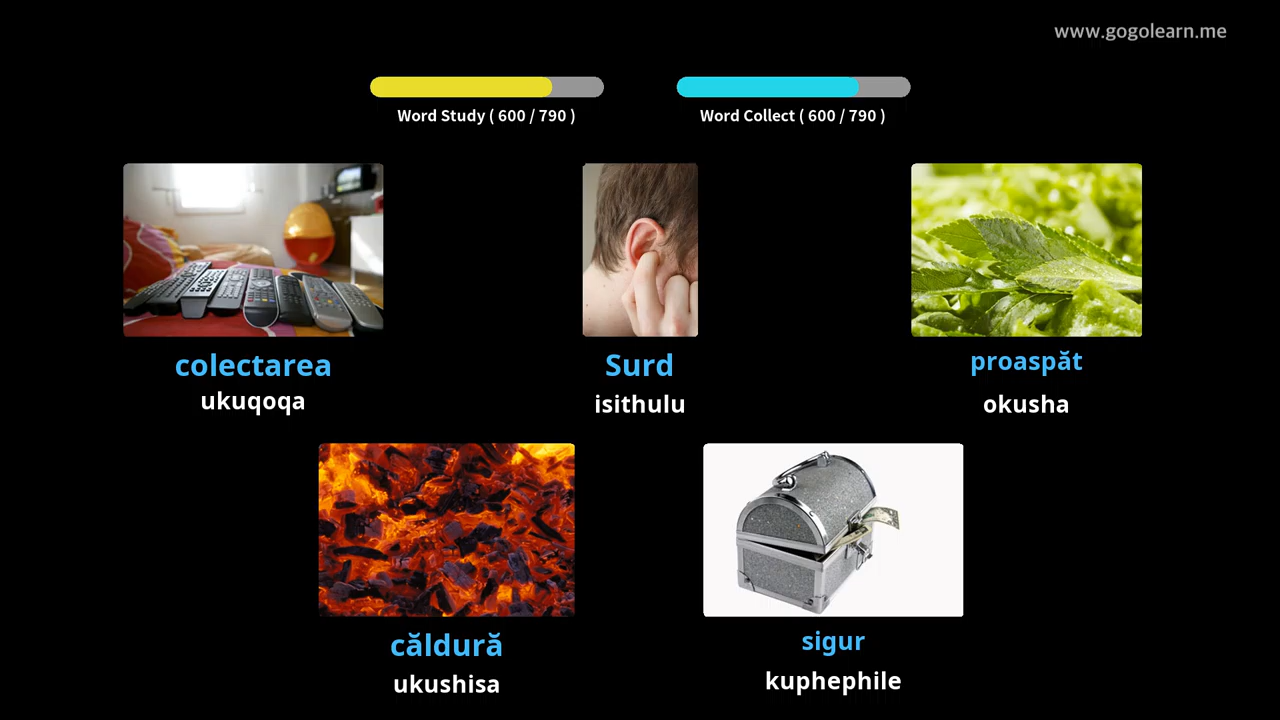 www.gogolearn.me
Word Study ( 600 / 790 )
Word Collect ( 600 / 790 )
colectarea
ukuqoqa
Surd
isithulu
proaspăt
okusha
căldură
ukushisa
sigur
kuphephile